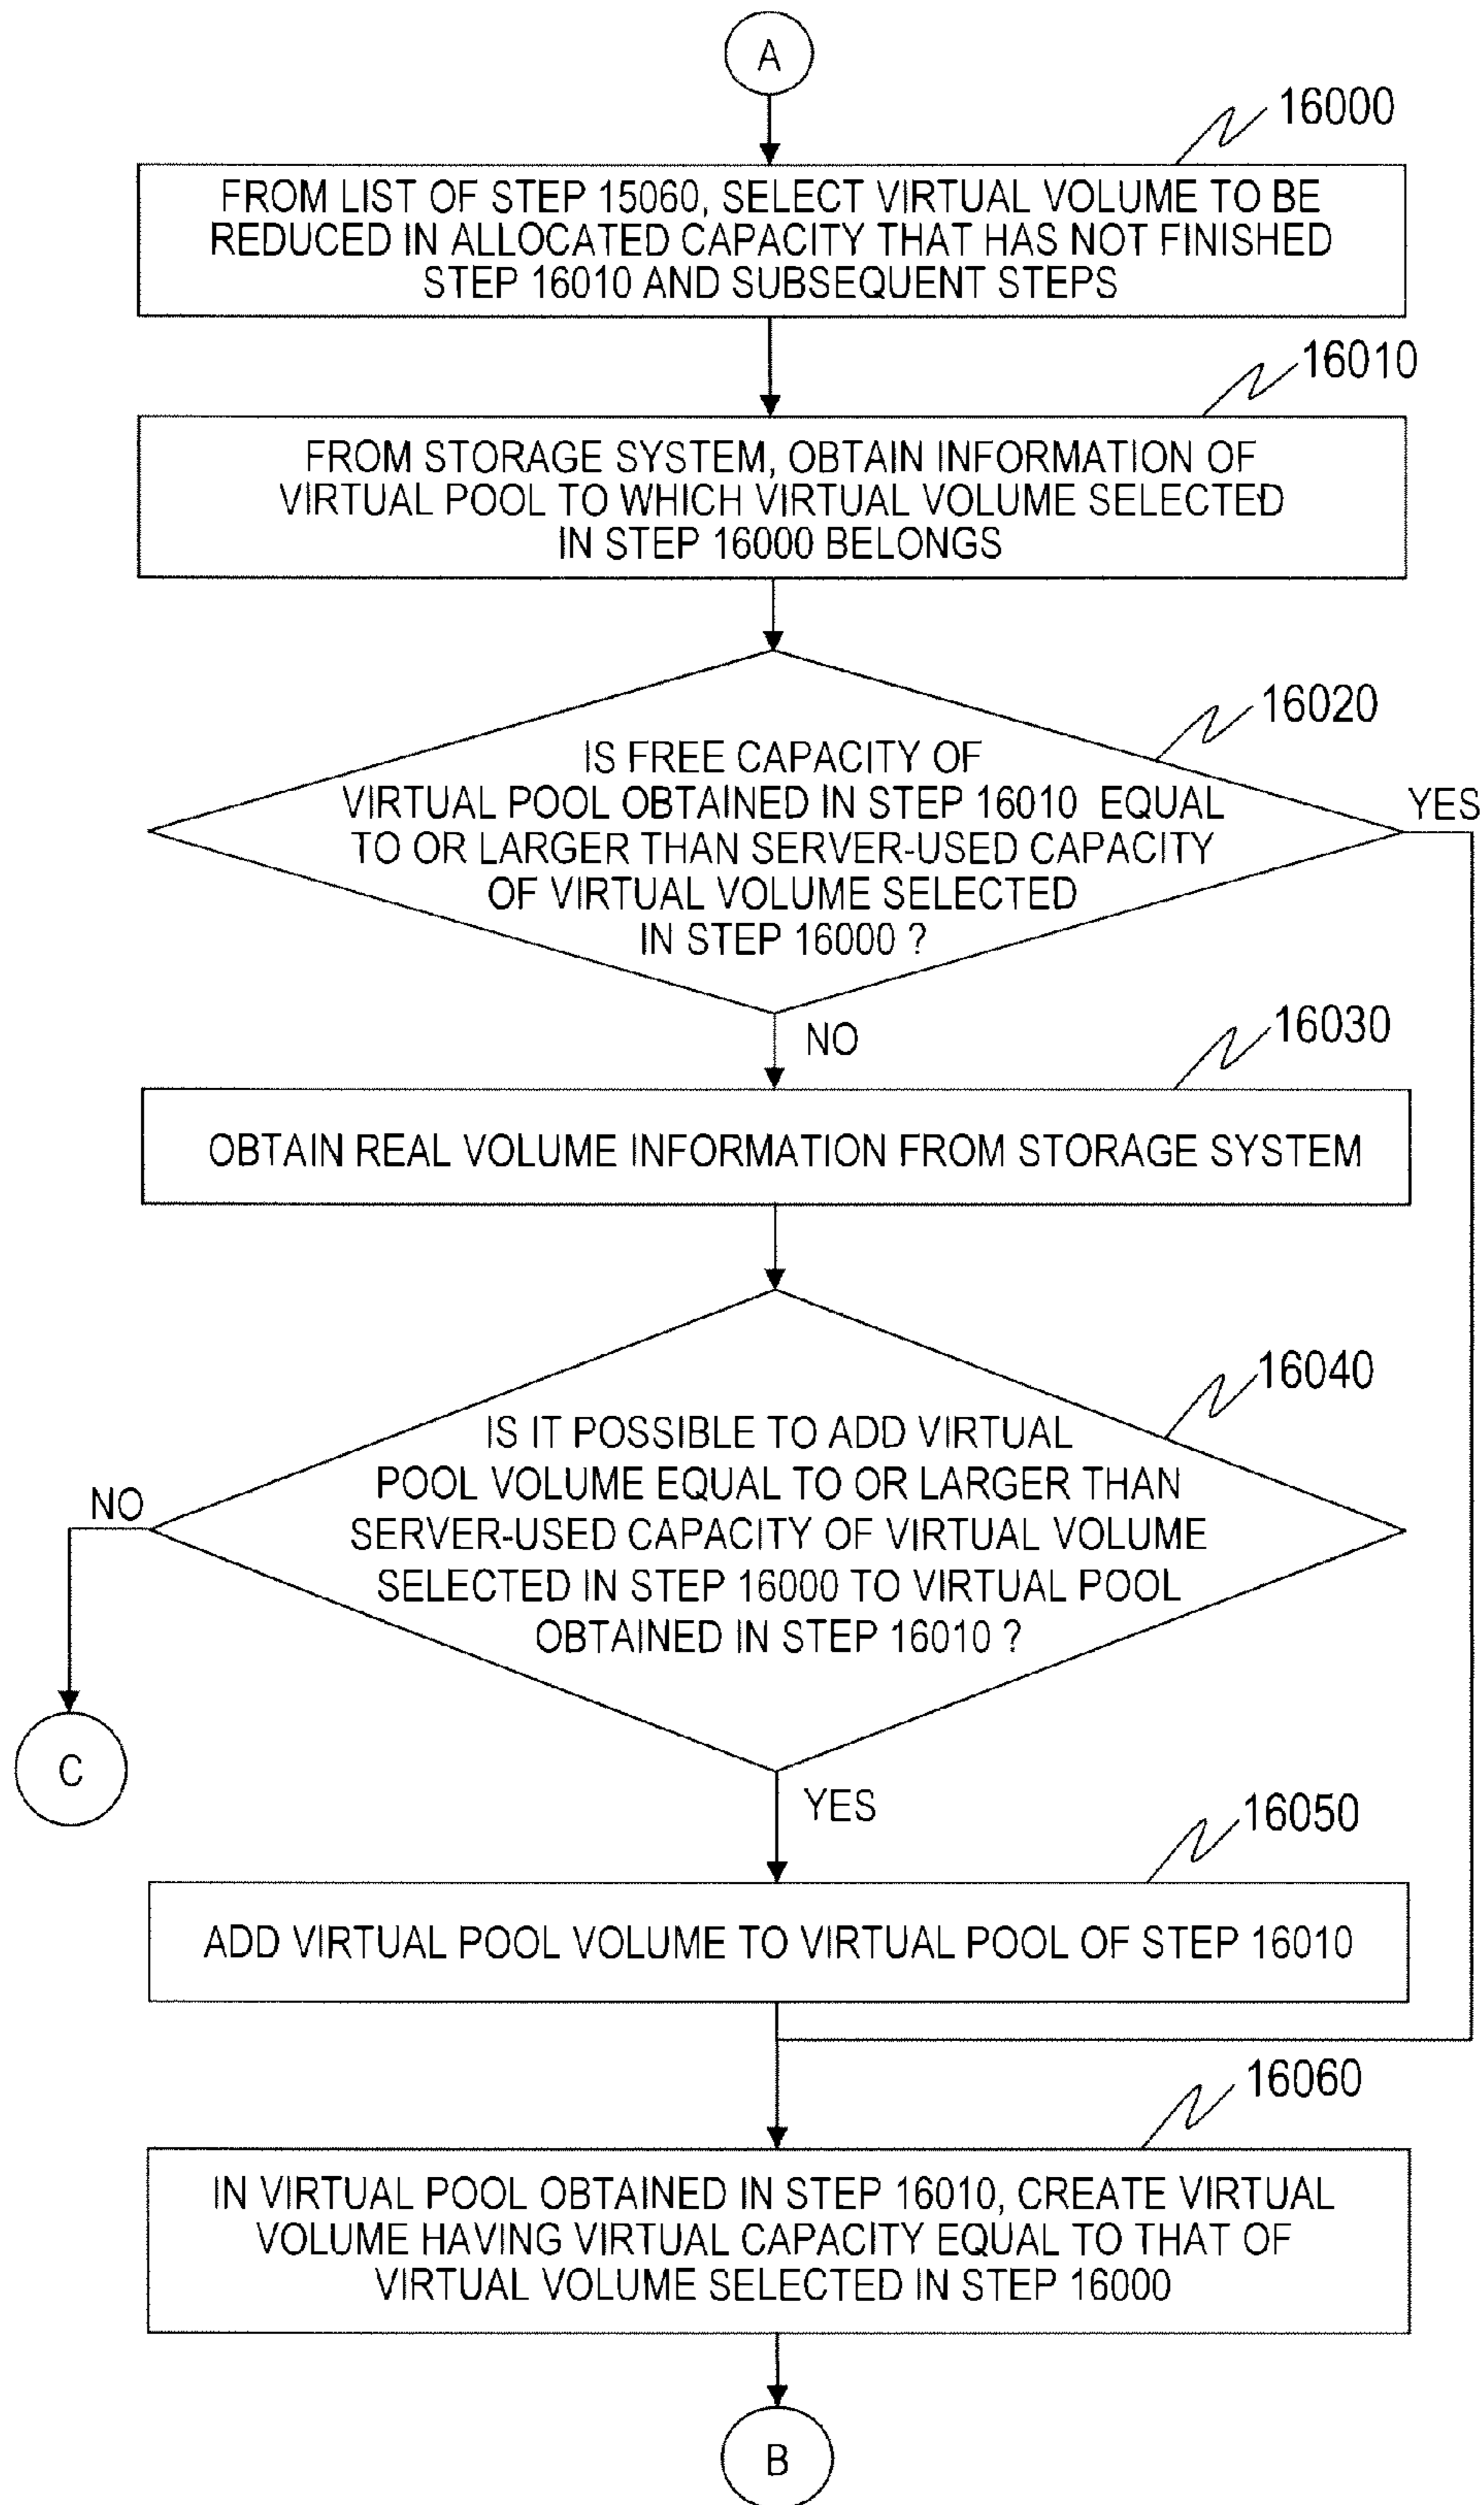 A
16000
FROM LIST OF STEP 15060, SELECT VIRTUAL VOLUME TO BE
REDUCED IN ALLOCATED CAPACITY THAT HAS NOT FINISHED
STEP 16010 AND SUBSEQUENT STEPS
16010
FROM STORAGE SYSTEM, OBTAIN INFORMATION OF
VIRTUAL POOL TO WHICH VIRTUAL VOLUME SELECTED
IN STEP 16000 BELONGS
16020
IS FREE CAPACITY OF
VIRTUAL POOL OBTAINED IN STEP 16010 EQUAL
TO OR LARGER THAN SERVER-USED CAPACITY
OF VIRTUAL VOLUME SELECTED
IN STEP 16000 ?
YES
NO
16030
OBTAIN REAL VOLUME INFORMATION FROM STORAGE SYSTEM
16040
IS IT POSSIBLE TO ADD VIRTUAL
POOL VOLUME EQUAL TO OR LARGER THAN
SERVER-USED CAPACITY OF VIRTUAL VOLUME
SELECTED IN STEP 16000 TO VIRTUAL POOL
OBTAINED IN STEP 16010 ?
NO
C
YES
16050
ADD VIRTUAL POOL VOLUME TO VIRTUAL POOL OF STEP 16010
16060
IN VIRTUAL POOL OBTAINED IN STEP 16010, CREATE VIRTUAL
VOLUME HAVING VIRTUAL CAPACITY EQUAL TO THAT OF
VIRTUAL VOLUME SELECTED IN STEP 16000
B